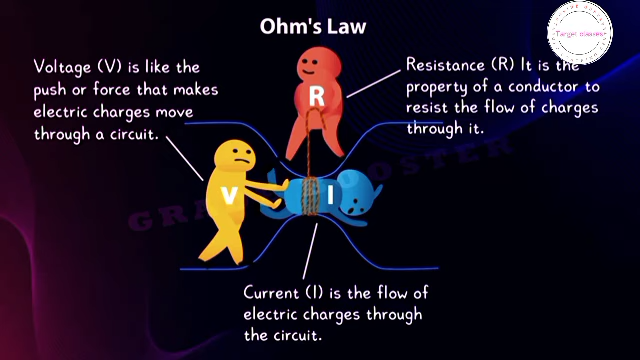 Ohm's Law
Target classes
Voltage (V) is like the
push or force that makes
electric charges move
through a circuit.
Resistance (R) It is the
property of a conductor to
resist the flow of charges
through it.
R
V
I
Current (I) is the flow of
electric charges through
the circuit.